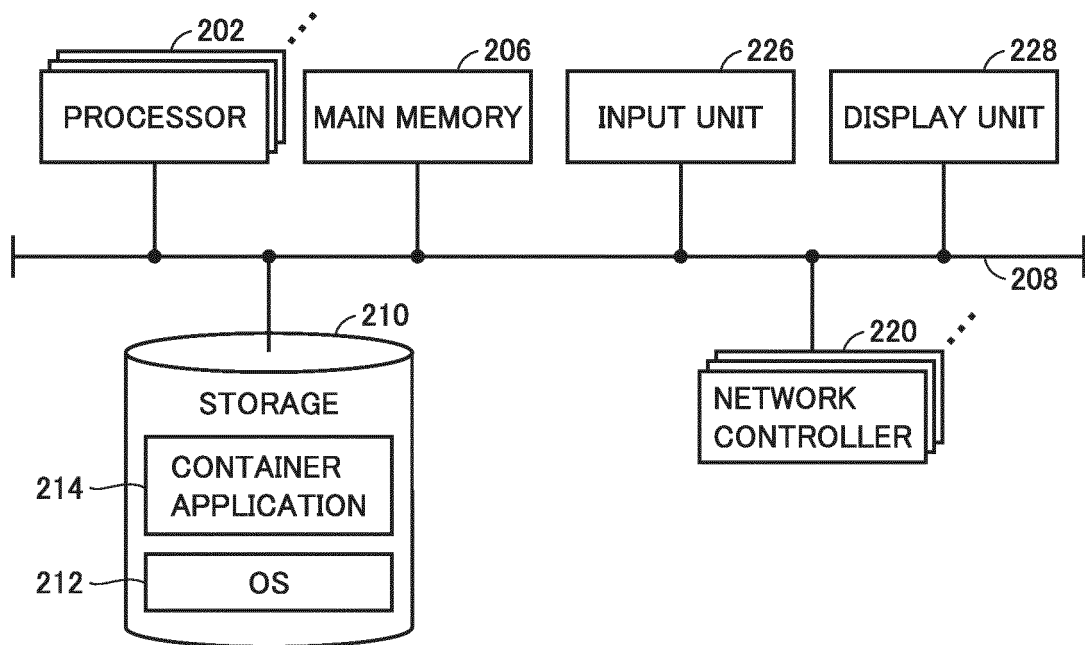 202
206
226
228
PROCESSOR
MAIN MEMORY
INPUT UNIT
DISPLAY UNIT
208
210
220
STORAGE
NETWORK
CONTROLLER
214
CONTAINER
APPLICATION
212
OS